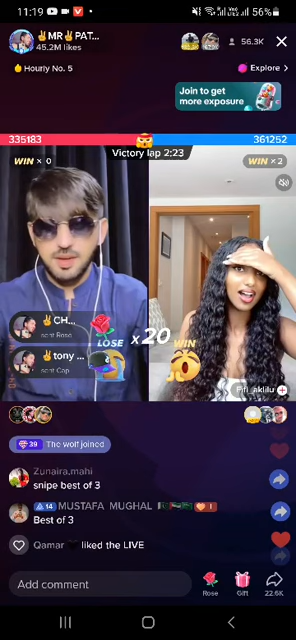 11:19
56%
✌MR✌PAT...
45.2M likes
56.3K
Hourly No. 5
Explore >
Join to get
more exposure
335183
361252
Victory lap 2:23
WIN x 0
WIN x 2
✌CH...
sent Rose
✌tony ...
sent Cap
LOSE x20 WIN
Fifi_aklilu
39 The wolf joined
Zunaira.mahi
snipe best of 3
14 MUSTAFA MUGHAL 1
Best of 3
Qamar liked the LIVE
Add comment
Rose
Gift
22.6K